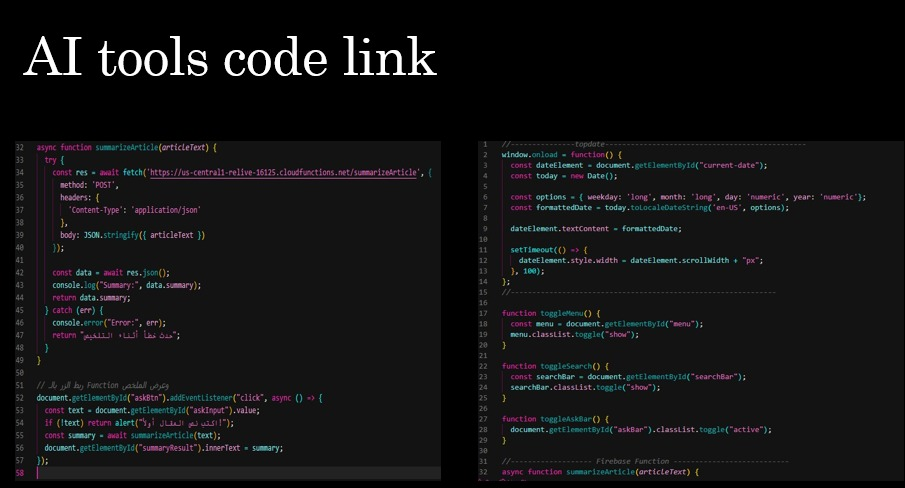 AI tools code link
32 async function summarizeArticle(articleText) {
33 try {
34 const res = await fetch('https://us-central1-relive-16125.cloudfunctions.net/summarizeArticle', {
35 method: 'POST',
36 headers: {
37 'Content-Type': 'application/json'
38 },
39 body: JSON.stringify({ articleText })
40 });
41
42 const data = await res.json();
43 console.log("Summary:", data.summary);
44 return data.summary;
45 } catch (err) {
46 console.error("Error:", err);
47 return "حدث خطأ أثناء التلخيص";
48 }
49 }
50
51 // ربط الزر بالـ Function وعرض الملخص
52 document.getElementById("askBtn").addEventListener("click", async () => {
53 const text = document.getElementById("askInput").value;
54 if (!text) return alert("اكتب نص المقال أولاً!");
55 const summary = await summarizeArticle(text);
56 document.getElementById("summaryResult").innerText = summary;
57 });
58
1 //---------------topdate-----------------------------------------------
2 window.onload = function() {
3 const dateElement = document.getElementById("current-date");
4 const today = new Date();
5
6 const options = { weekday: 'long', month: 'long', day: 'numeric', year: 'numeric'};
7 const formattedDate = today.toLocaleDateString('en-US', options);
8
9 dateElement.textContent = formattedDate;
10
11 setTimeout(() => {
12 dateElement.style.width = dateElement.scrollWidth + "px";
13 }, 100);
14 };
15 //----------------------------------------------------------------
16
17 function toggleMenu() {
18 const menu = document.getElementById("menu");
19 menu.classList.toggle("show");
20 }
21
22 function toggleSearch() {
23 const searchBar = document.getElementById("searchBar");
24 searchBar.classList.toggle("show");
25 }
26
27 function toggleAskBar() {
28 document.getElementById("askBar").classList.toggle("active");
29 }
30
31 //-------------------- Firebase Function ----------------------------
32 async function summarizeArticle(articleText) {